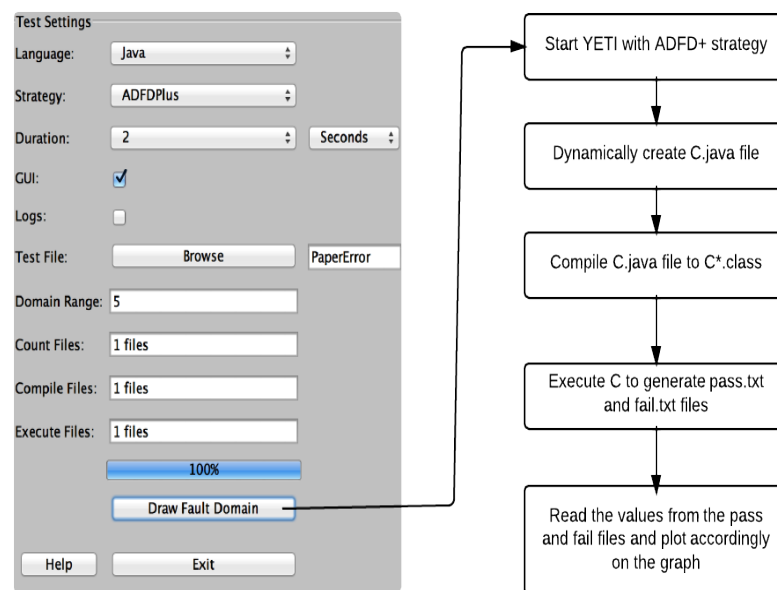 Test Settings
Language: Java
Strategy: ADFDPlus
Duration: 2 Seconds
GUI:
Logs:
Test File: Browse PaperError
Domain Range: 5
Count Files: 1 files
Compile Files: 1 files
Execute Files: 1 files
100%
Draw Fault Domain
Help Exit
Start YETI with ADFD+ strategy
Dynamically create C.java file
Compile C.java file to C*.class
Execute C to generate pass.txt
and fail.txt files
Read the values from the pass
and fail files and plot accordingly
on the graph